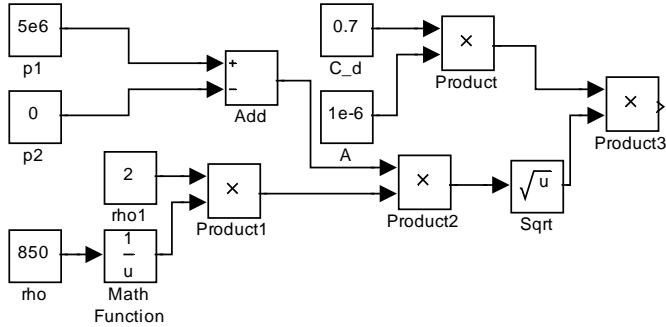 5e6
p1
0
p2
+
−
Add
0.7
C_d
1e-6
A
×
Product
×
Product3
2
rho1
×
Product1
×
Product2
√u
Sqrt
850
rho
1
u
Math
Function